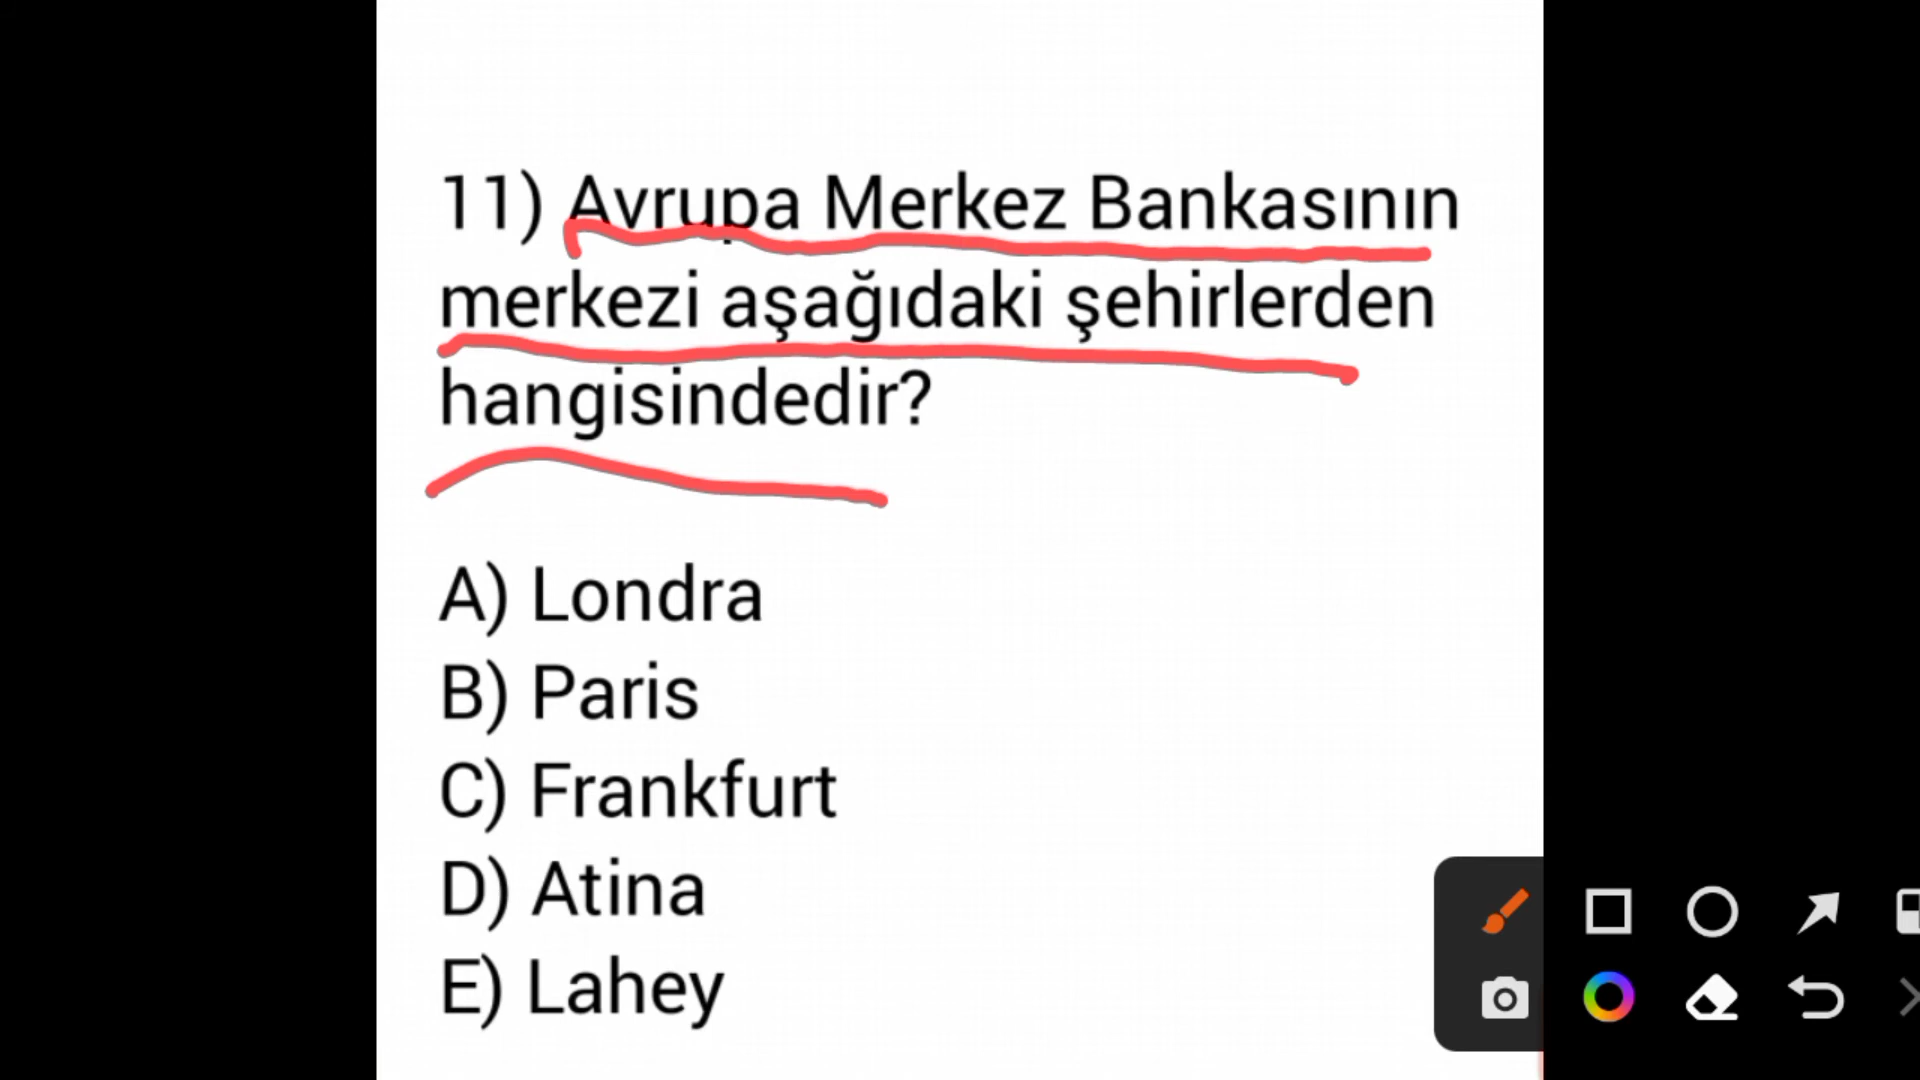 11) Avrupa Merkez Bankasının
merkezi aşağıdaki şehirlerden
hangisindedir?
A) Londra
B) Paris
C) Frankfurt
D) Atina
E) Lahey